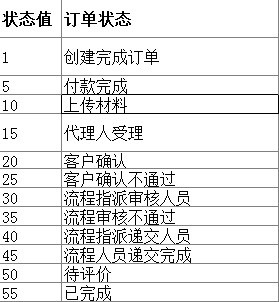 状态值 订单状态
1 创建完成订单
5 付款完成
10 上传材料
15 代理人受理
20 客户确认
25 客户确认不通过
30 流程指派审核人员
35 流程审核不通过
40 流程指派递交人员
45 流程人员递交完成
50 待评价
55 已完成